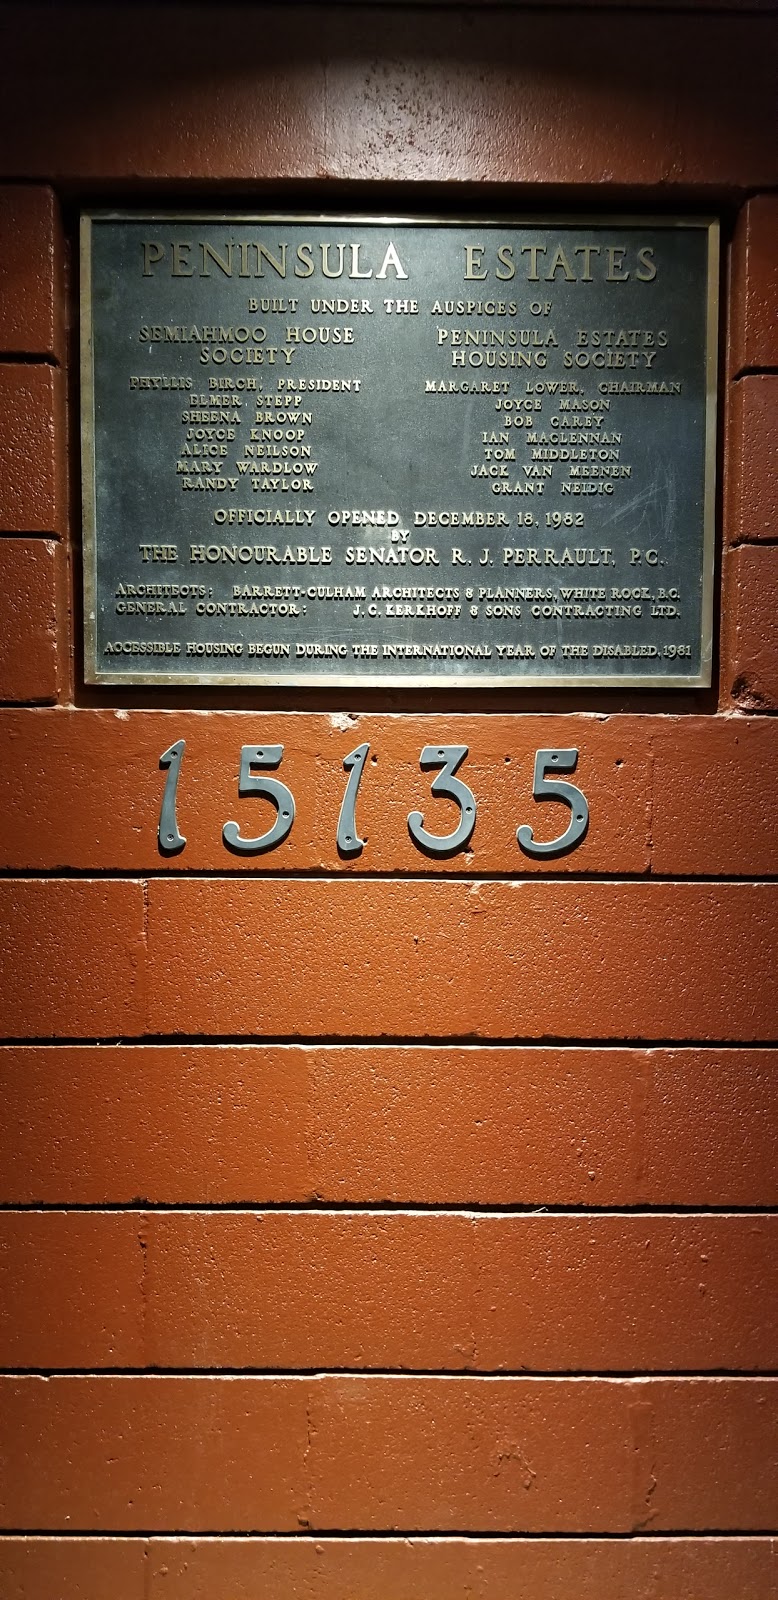 PENINSULA ESTATES
BUILT UNDER THE AUSPICES OF
SEMIAHMOO HOUSE
SOCIETY
PHYLLIS BIRCH, PRESIDENT
ELMER STEPP
SHEENA BROWN
JOYCE KNOOP
ALICE NEILSON
MARY WARDLOW
RANDY TAYLOR
PENINSULA ESTATES
HOUSING SOCIETY
MARGARET LOWER, CHAIRMAN
JOYCE MASON
BOB CAREY
IAN MACLENNAN
TOM MIDDLETON
JACK VAN MEENEN
GRANT NEIDIG
OFFICIALLY OPENED DECEMBER 18, 1982
BY
THE HONOURABLE SENATOR R. J. PERRAULT, P.C.
ARCHITECTS: BARRETT-CULHAM ARCHITECTS & PLANNERS, WHITE ROCK, B.C.
GENERAL CONTRACTOR: J. C. KERKHOFF & SONS CONTRACTING LTD.
ACCESSIBLE HOUSING BEGUN DURING THE INTERNATIONAL YEAR OF THE DISABLED, 1981
15135